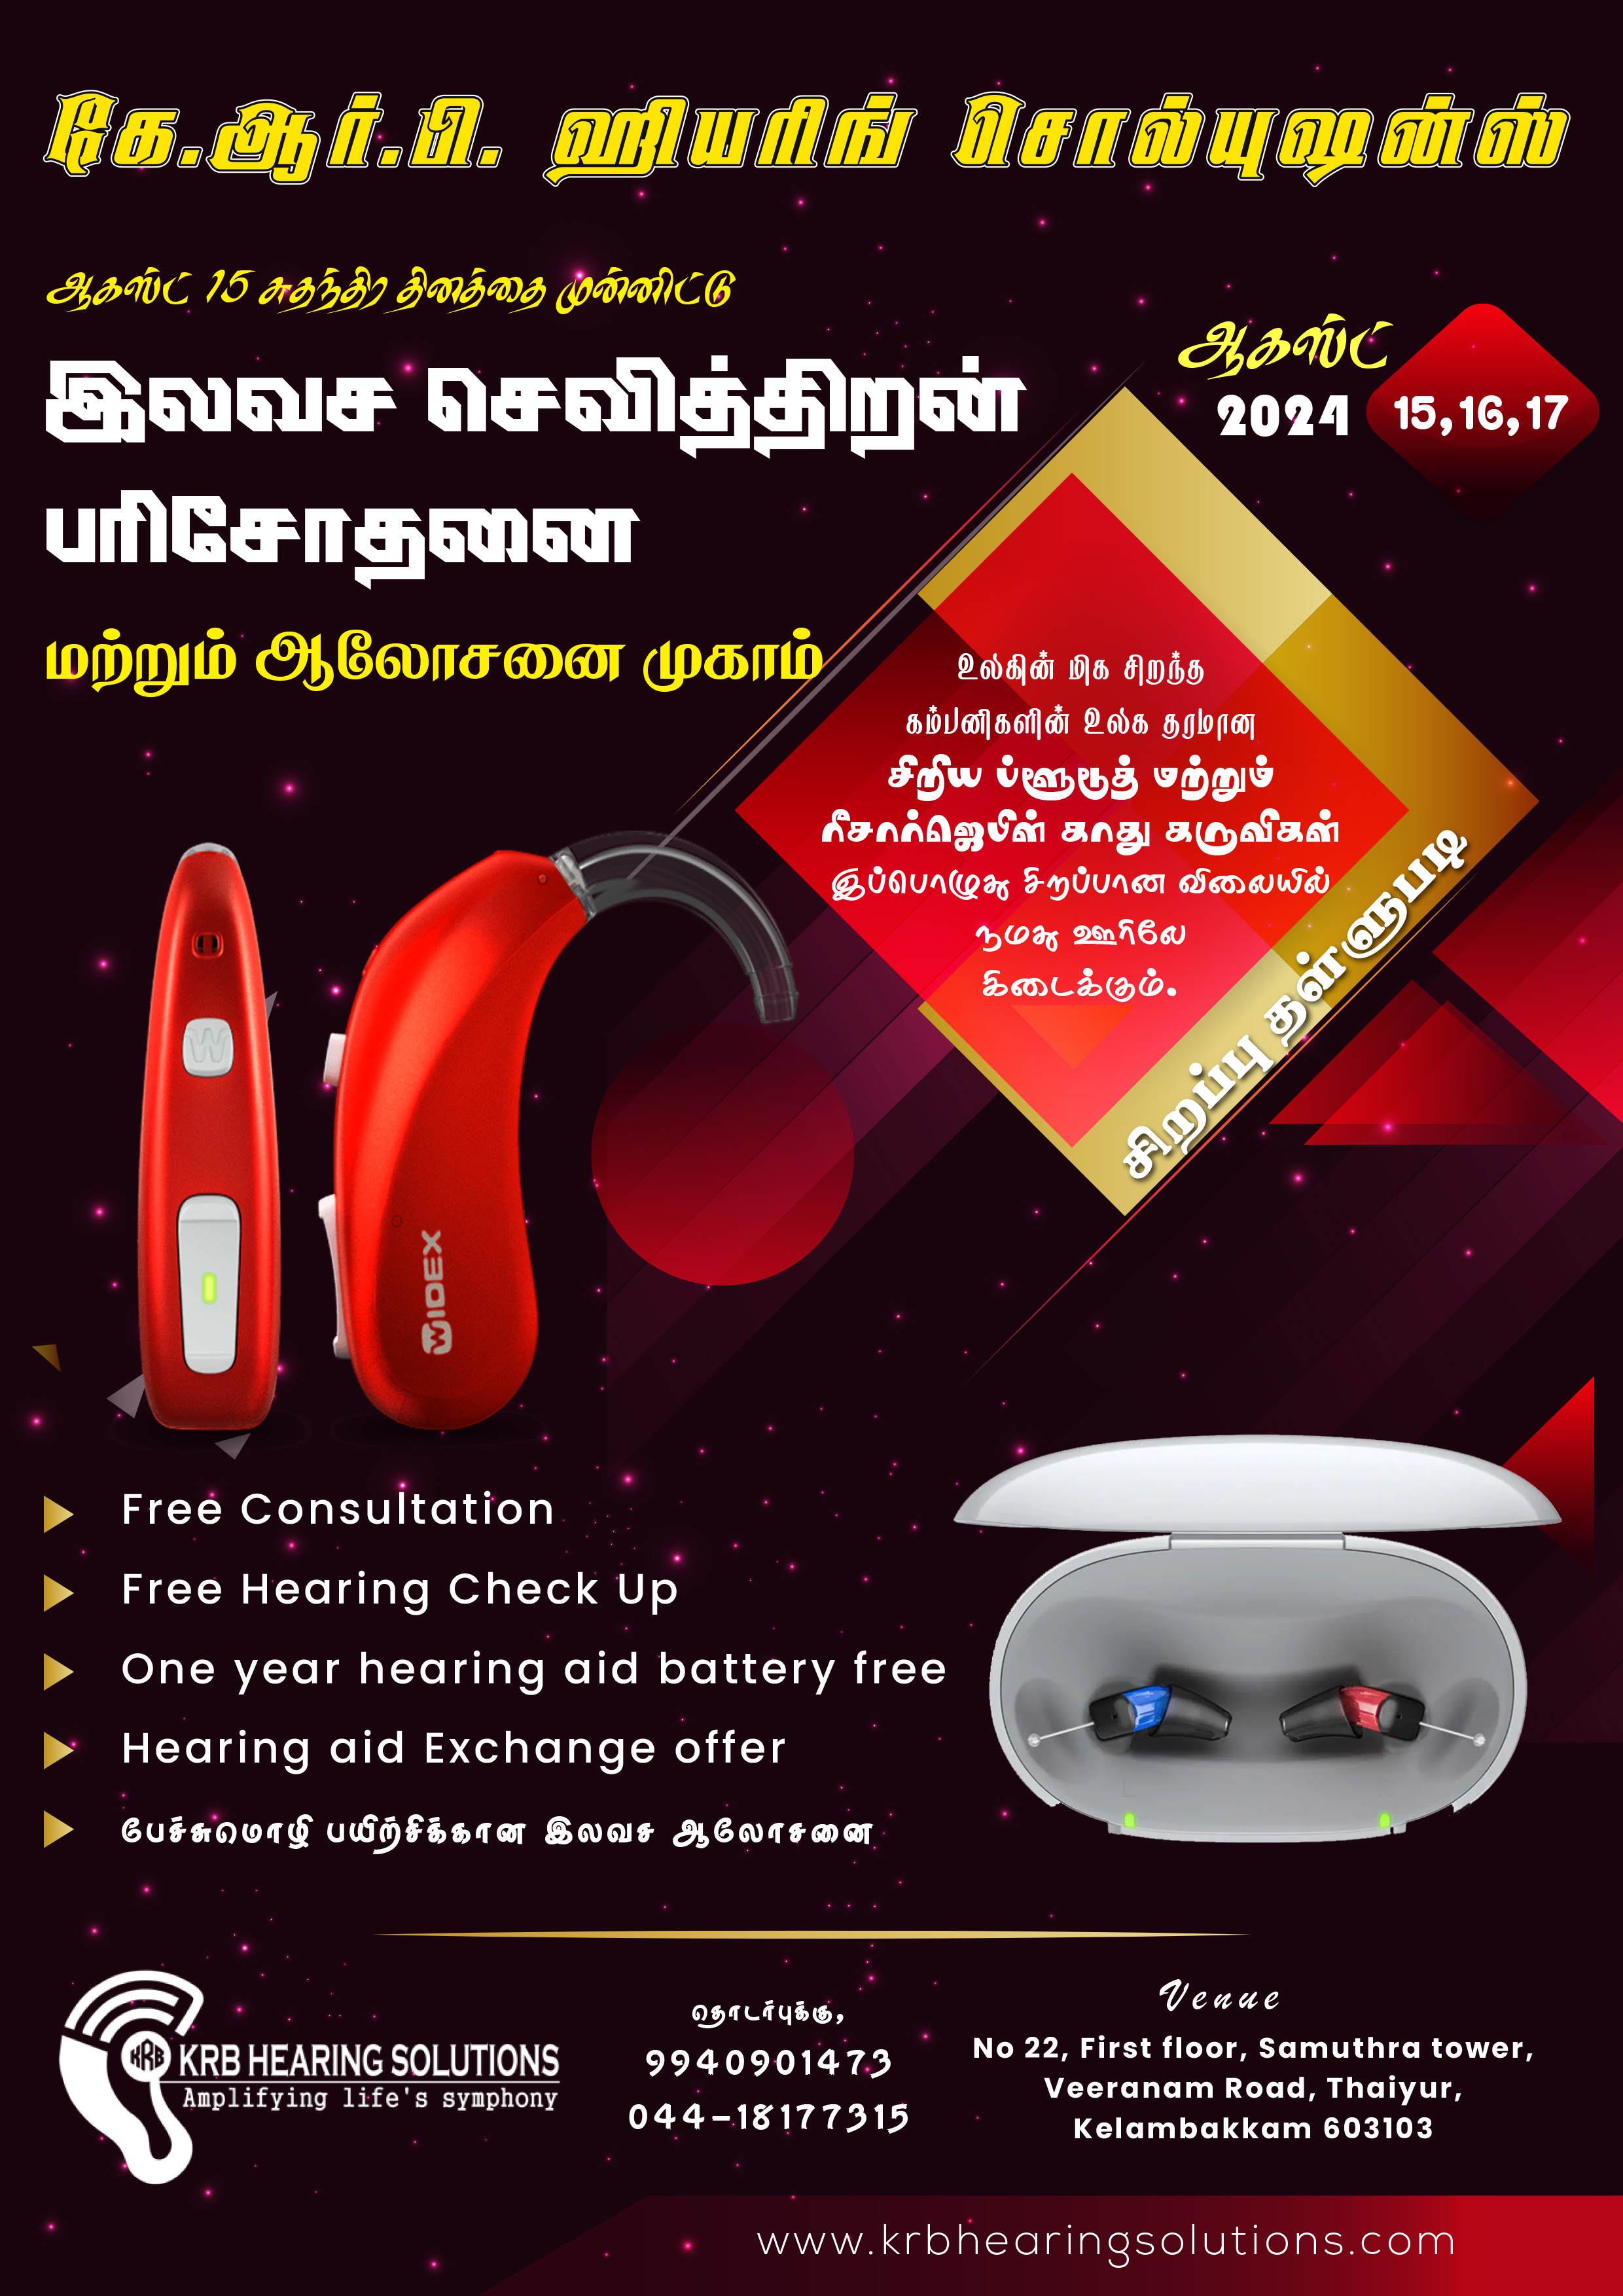 கே.ஆர்.பி. ஹியரிங் சொல்யுஷன்ஸ்
ஆகஸ்ட் 15 சுதந்திர தினத்தை முன்னிட்டு
இலவச செவித்திறன்
பரிசோதனை
மற்றும் ஆலோசனை முகாம்
ஆகஸ்ட்
2024
15,16,17
உலகின் மிக சிறந்த
கம்பனிகளின் உலக தரமான
சிறிய ப்ளூடூத் மற்றும்
ரீசார்ஜெபிள் காது கருவிகள்
இப்பொழுது சிறப்பான விலையில்
நமது ஊரிலே
கிடைக்கும்.
சிறப்பு தள்ளுபடி
W
WIDEX
Free Consultation
Free Hearing Check Up
One year hearing aid battery free
Hearing aid Exchange offer
பேச்சுமொழி பயிற்சிக்கான இலவச ஆலோசனை
KRB
KRB HEARING SOLUTIONS
Amplifying life's symphony
தொடர்புக்கு,
9940901473
044-18177315
Venue
No 22, First floor, Samuthra tower,
Veeranam Road, Thaiyur,
Kelambakkam 603103
www.krbhearingsolutions.com